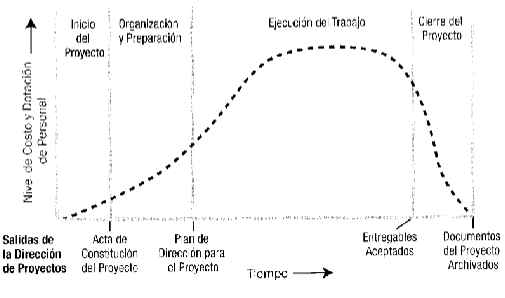 Inicio
del
Proyecto
Organización
y Preparación
Ejecución del Trabajo
Cierre del
Proyecto
Nivel de Costo y Dotación
de Personal
Salidas de
la Dirección
de Proyectos
Acta de
Constitución
del Proyecto
Plan de
Dirección para
el Proyecto
Tiempo
Entregables
Aceptados
Documentos
del Proyecto
Archivados